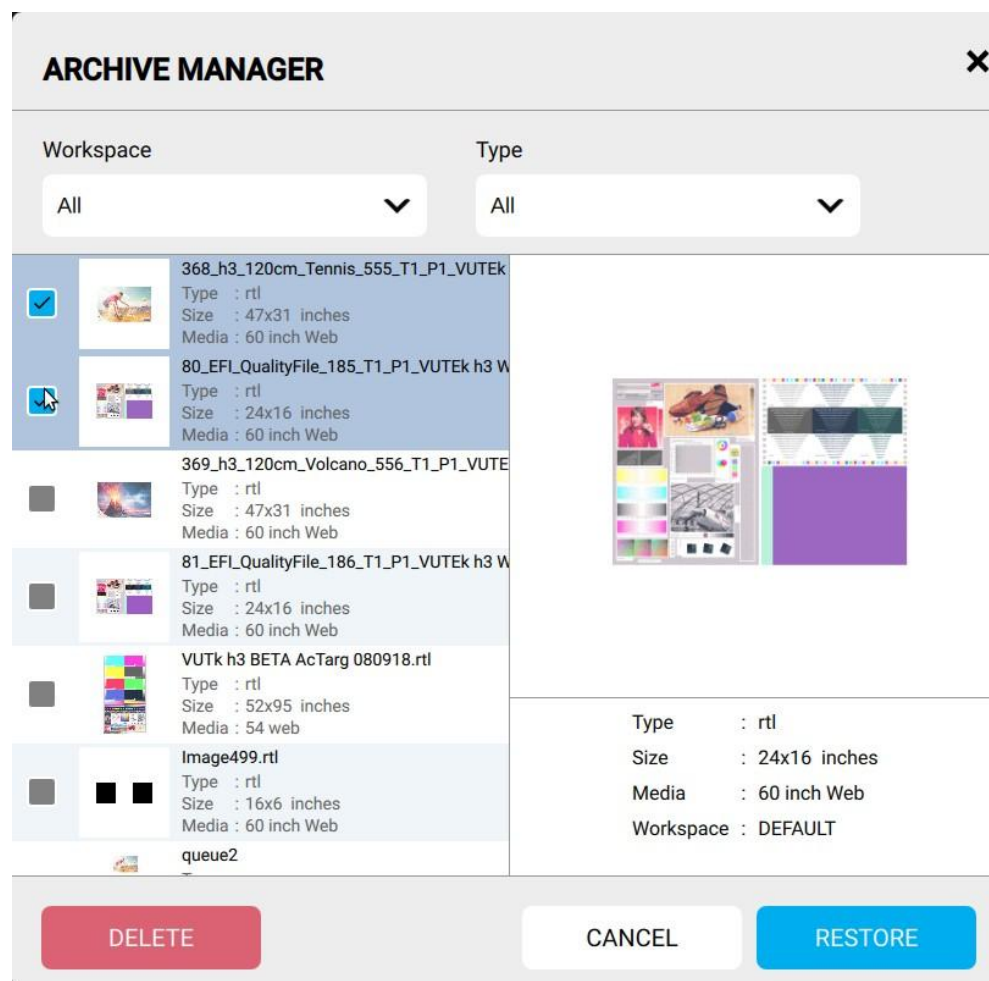 ARCHIVE MANAGER
Workspace
Type
All
All
368_h3_120cm_Tennis_555_T1_P1_VUTEk
Type : rtl
Size : 47x31 inches
Media : 60 inch Web
80_EFI_QualityFile_185_T1_P1_VUTEk h3 W
Type : rtl
Size : 24x16 inches
Media : 60 inch Web
369_h3_120cm_Volcano_556_T1_P1_VUTE
Type : rtl
Size : 47x31 inches
Media : 60 inch Web
81_EFI_QualityFile_186_T1_P1_VUTEk h3 W
Type : rtl
Size : 24x16 inches
Media : 60 inch Web
VUTk h3 BETA AcTarg 080918.rtl
Type : rtl
Size : 52x95 inches
Media : 54 web
Image499.rtl
Type : rtl
Size : 16x6 inches
Media : 60 inch Web
queue2
Type : rtl
Size : 24x16 inches
Media : 60 inch Web
Workspace : DEFAULT
DELETE
CANCEL
RESTORE